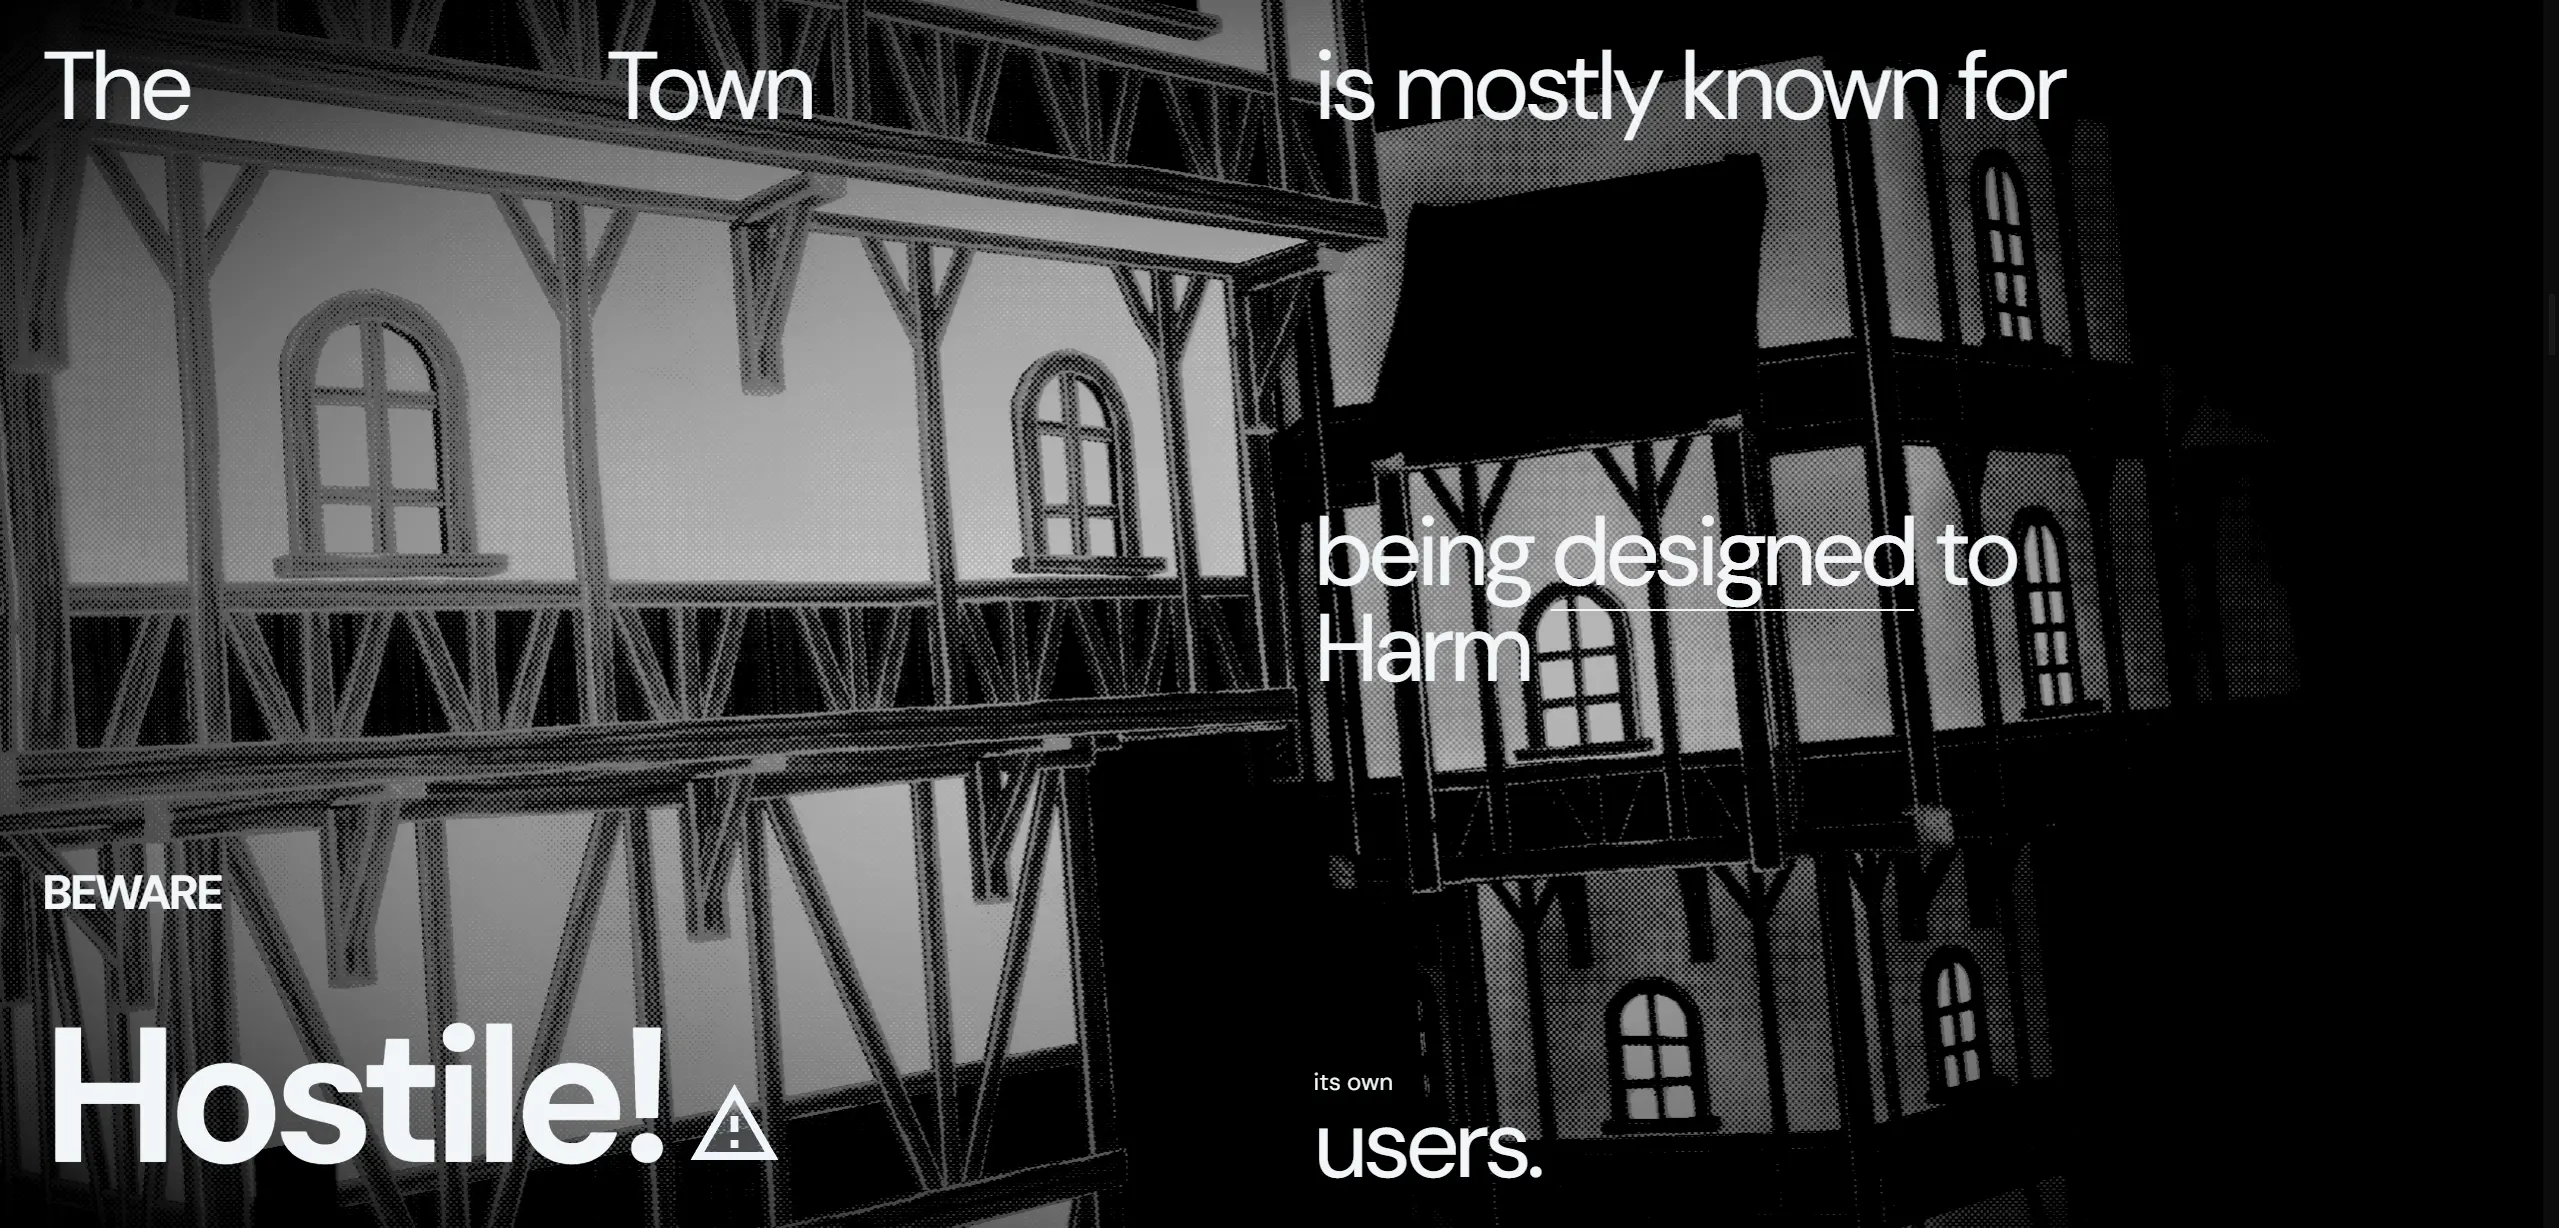 The Town is mostly known for
being designed to
Harm
BEWARE
Hostile!
its own
users.